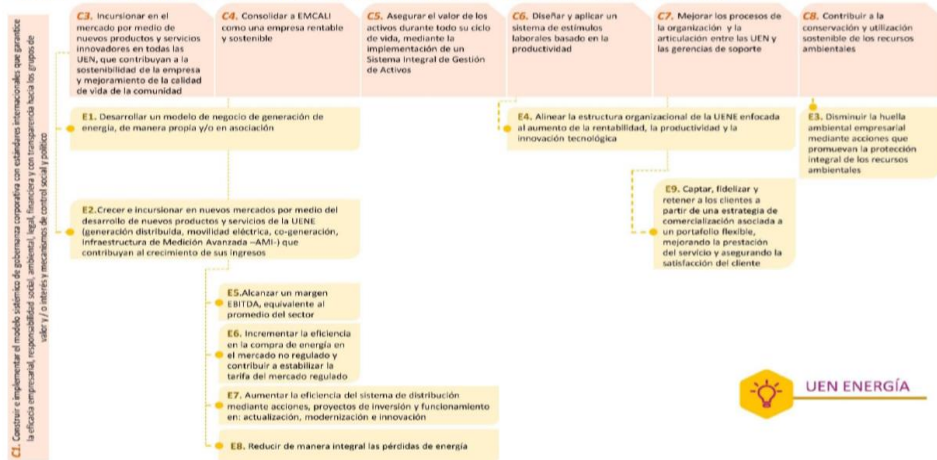 C1. Construir e implementar el modelo sistémico de gobernanza corporativa con estándares internacionales que garantice
la eficacia empresarial, responsabilidad social, ambiental, legal, financiera y con transparencia hacia los grupos de
valor y / o interés y mecanismos de control social y político
C3. Incursionar en el
mercado por medio de
nuevos productos y servicios
innovadores en todas las
UEN, que contribuyan a la
sostenibilidad de la empresa
y mejoramiento de la calidad
de vida de la comunidad
C4. Consolidar a EMCALI
como una empresa rentable
y sostenible
C5. Asegurar el valor de los
activos durante todo su ciclo
de vida, mediante la
implementación de un
Sistema Integral de Gestión
de Activos
C6. Diseñar y aplicar un
sistema de estímulos
laborales basado en la
productividad
C7. Mejorar los procesos de
la organización y la
articulación entre las UEN y
las gerencias de soporte
C8. Contribuir a la
conservación y utilización
sostenible de los recursos
ambientales
E1. Desarrollar un modelo de negocio de generación de
energía, de manera propia y/o en asociación
E4. Alinear la estructura organizacional de la UENE enfocada
al aumento de la rentabilidad, la productividad y la
innovación tecnológica
E3. Disminuir la huella
ambiental empresarial
mediante acciones que
promuevan la protección
integral de los recursos
ambientales
E2.Crecer e incursionar en nuevos mercados por medio del
desarrollo de nuevos productos y servicios de la UENE
(generación distribuida, movilidad eléctrica, co-generación,
Infraestructura de Medición Avanzada –AMI-) que
contribuyan al crecimiento de sus ingresos
E9. Captar, fidelizar y
retener a los clientes a
partir de una estrategia de
comercialización asociada a
un portafolio flexible,
mejorando la prestación
del servicio y asegurando la
satisfacción del cliente
E5.Alcanzar un margen
EBITDA, equivalente al
promedio del sector
E6. Incrementar la eficiencia
en la compra de energía en
el mercado no regulado y
contribuir a estabilizar la
tarifa del mercado regulado
E7. Aumentar la eficiencia del sistema de distribución
mediante acciones, proyectos de inversión y funcionamiento
en: actualización, modernización e innovación
E8. Reducir de manera integral las pérdidas de energía
UEN ENERGÍA